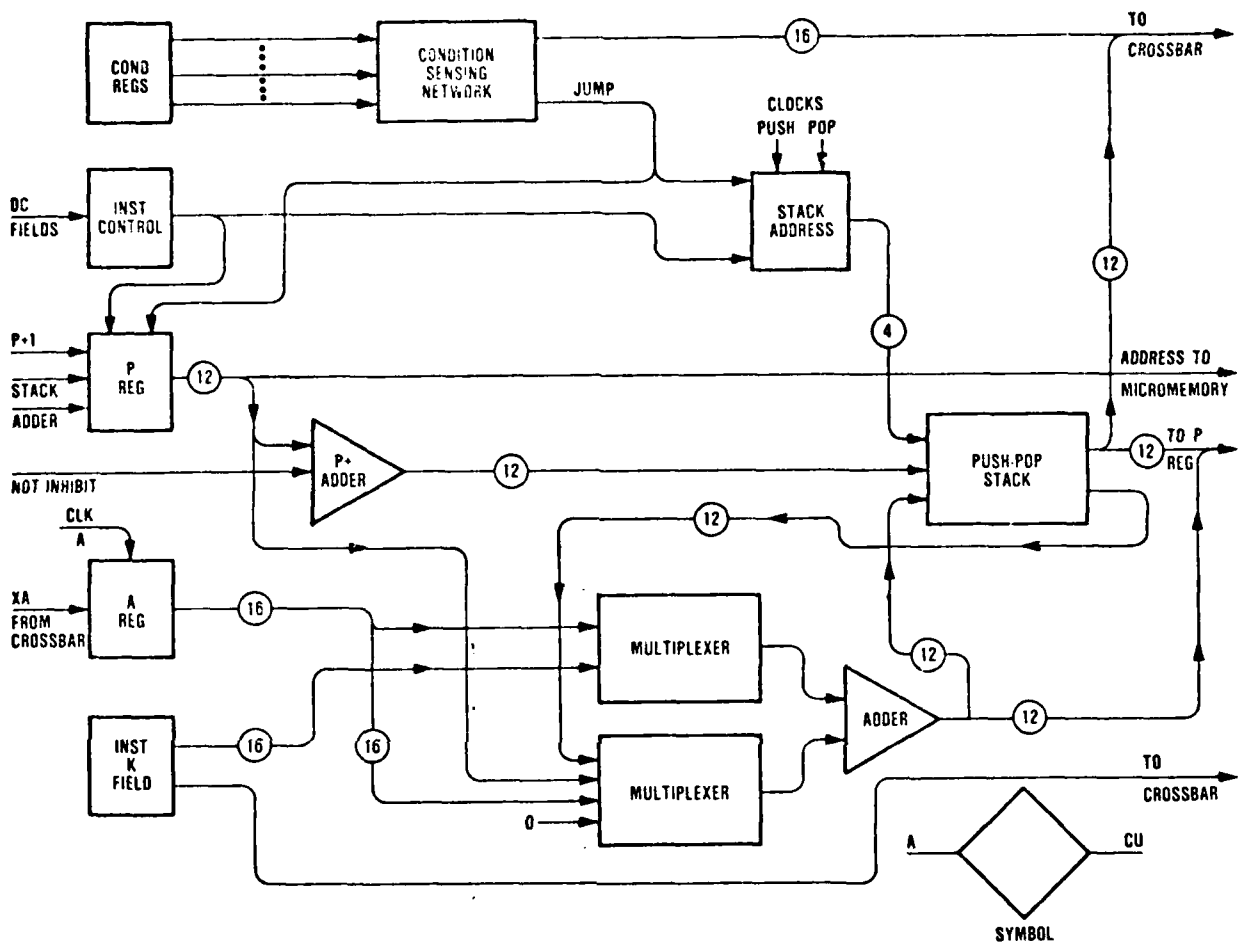 COND
REGS
CONDITION
SENSING
NETWORK
16
TO
CROSSBAR
JUMP
CLOCKS
PUSH POP
DC
FIELDS
INST
CONTROL
STACK
ADDRESS
12
4
P+1
STACK
ADDER
P
REG
12
ADDRESS TO
MICROMEMORY
NOT INHIBIT
P+
ADDER
12
PUSH-POP
STACK
12
TO P
REG
CLK
A
12
XA
FROM
CROSSBAR
A
REG
16
MULTIPLEXER
12
INST
K
FIELD
16
16
MULTIPLEXER
0
ADDER
12
TO
CROSSBAR
A
CU
SYMBOL